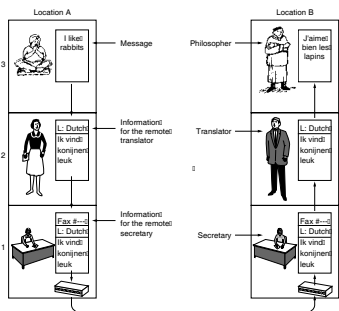 Location A
Location B
I like
rabbits
Message
Philosopher
J'aime
bien les
lapins
3
Information
for the remote
translator
L: Dutch
Ik vind
konijnen
leuk
Translator
L: Dutch
Ik vind
konijnen
leuk
2
Information
for the remote
secretary
Fax #---
L: Dutch
Ik vind
konijnen
leuk
Secretary
Fax #---
L: Dutch
Ik vind
konijnen
leuk
1